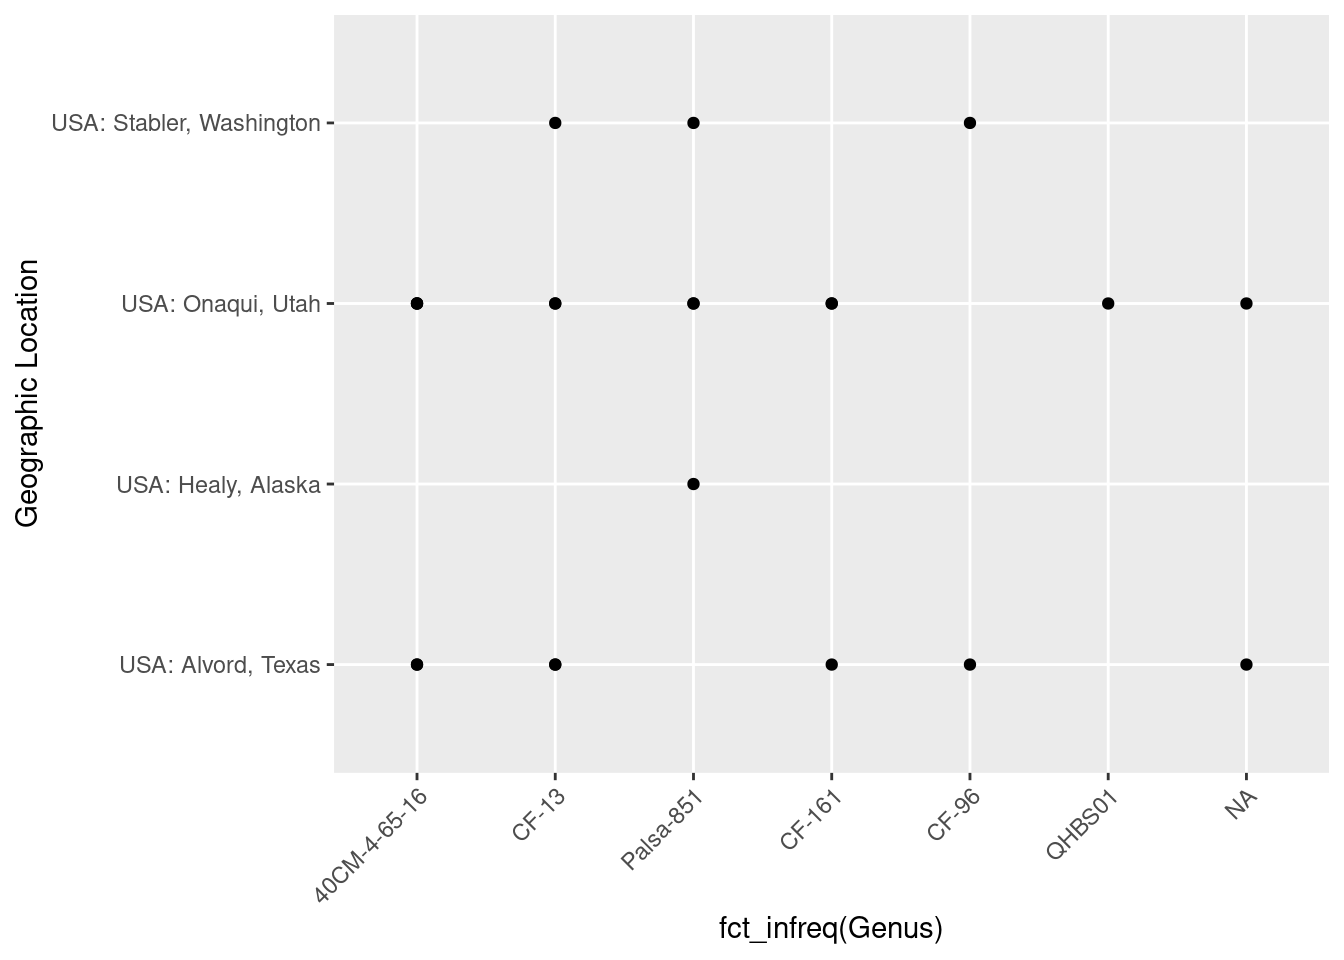 Geographic Location
USA: Stabler, Washington
USA: Onaqui, Utah
USA: Healy, Alaska
USA: Alvord, Texas
40CM-4-65-16
CF-13
Palsa-851
CF-161
CF-96
QHBS01
NA
fct_infreq(Genus)